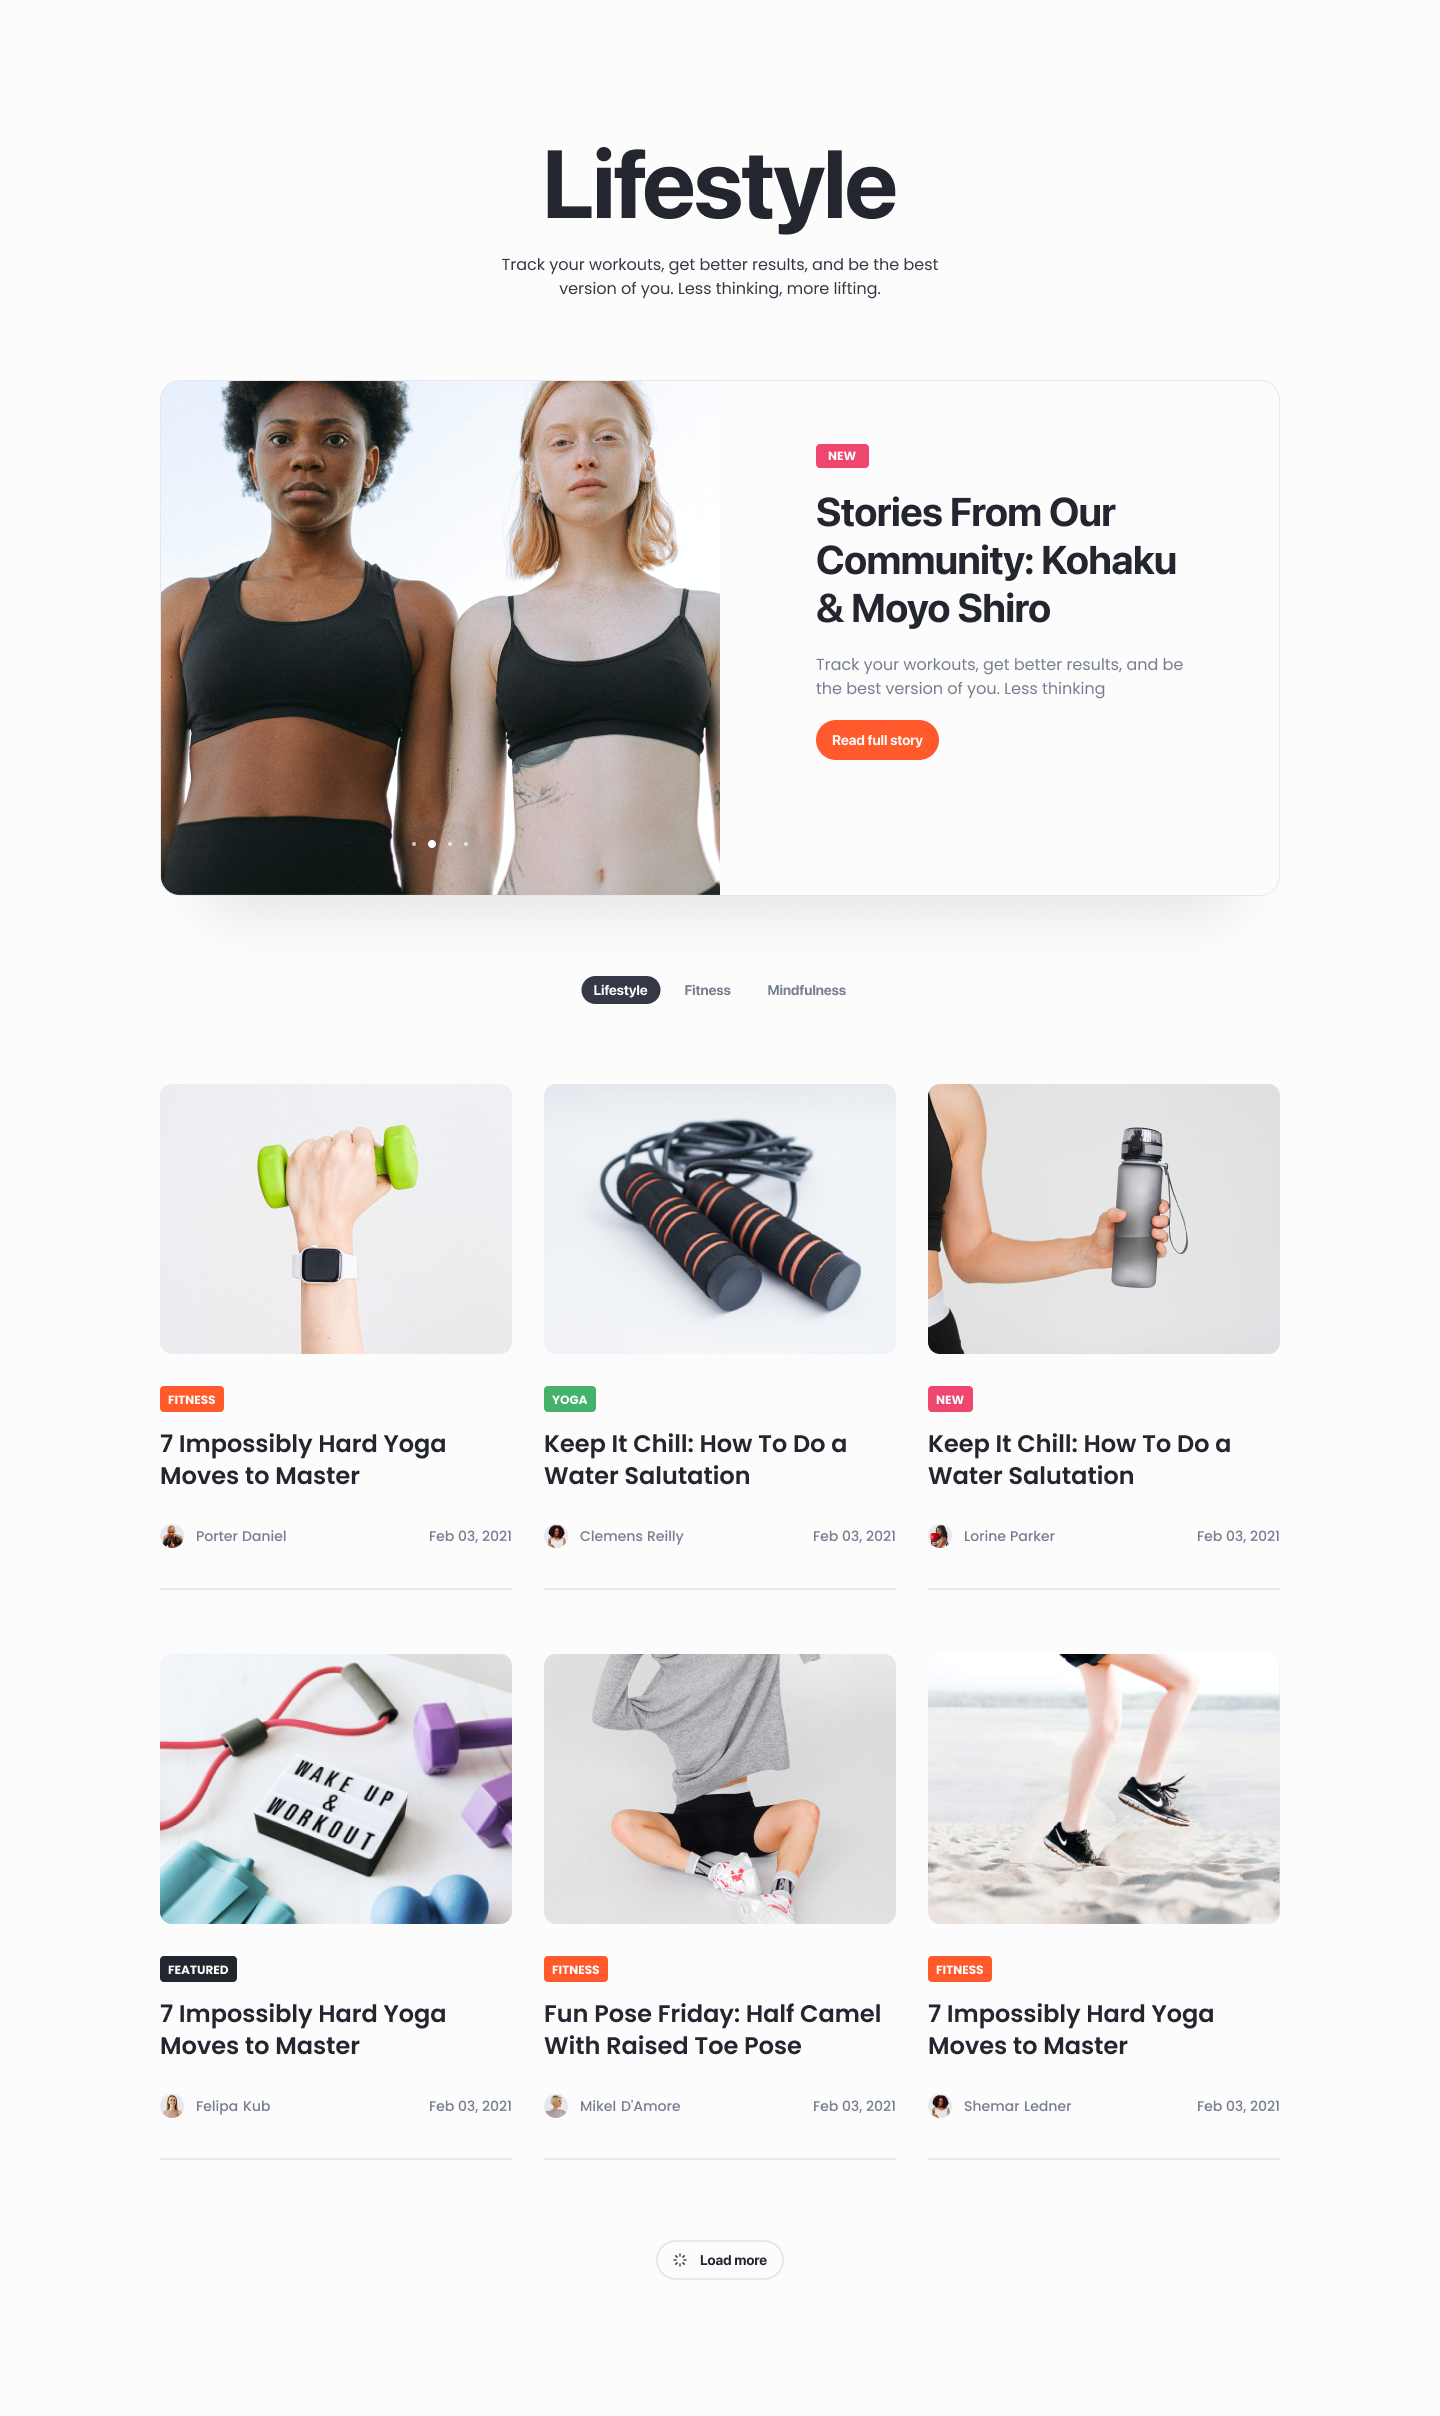 Lifestyle
Track your workouts, get better results, and be the best
version of you. Less thinking, more lifting.
NEW
Stories From Our
Community: Kohaku
& Moyo Shiro
Track your workouts, get better results, and be
the best version of you. Less thinking
Read full story
Lifestyle
Fitness
Mindfulness
FITNESS
7 Impossibly Hard Yoga
Moves to Master
Porter Daniel
Feb 03, 2021
YOGA
Keep It Chill: How To Do a
Water Salutation
Clemens Reilly
Feb 03, 2021
NEW
Keep It Chill: How To Do a
Water Salutation
Lorine Parker
Feb 03, 2021
WAKE UP
&
WORKOUT
FEATURED
7 Impossibly Hard Yoga
Moves to Master
Felipa Kub
Feb 03, 2021
FITNESS
Fun Pose Friday: Half Camel
With Raised Toe Pose
Mikel D'Amore
Feb 03, 2021
FITNESS
7 Impossibly Hard Yoga
Moves to Master
Shemar Ledner
Feb 03, 2021
Load more